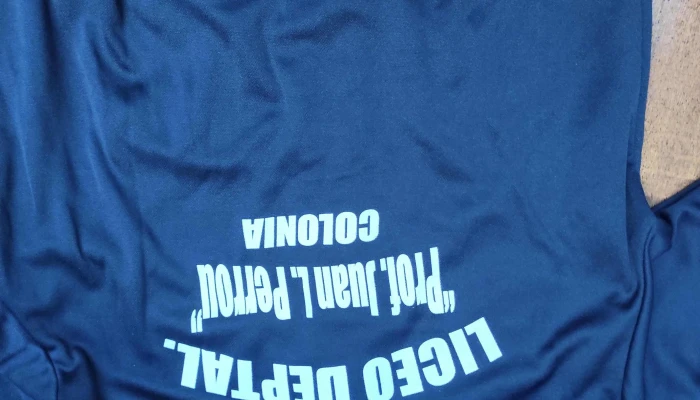 LICEO DEPTAL.
"Prof. Juan L. Perrou"
COLONIA